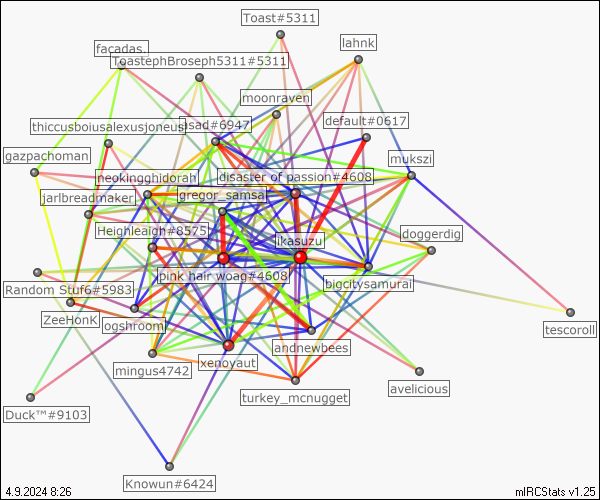 Toast#5311
lahnk
facadas.
ToastephBroseph5311#5311
moonraven
default#0617
thiccusboiusalexusjoneus
isad#6947
gazpachoman
mukszi
neokingghidorah
disaster of passion#4608
jarlbreadmaker
gregor_samsa
Heighleaigh#8575
ikasuzu
doggerdig
Random Stuf6#5983
pink hair woag#4608
bigcitysamurai
ZeeHonK
ogshroom
tescoroll
andnewbees
mingus4742
xenoyaut
turkey_mcnugget
avelicious
Duck™#9103
Knowun#6424
4.9.2024 8:26
mIRCStats v1.25